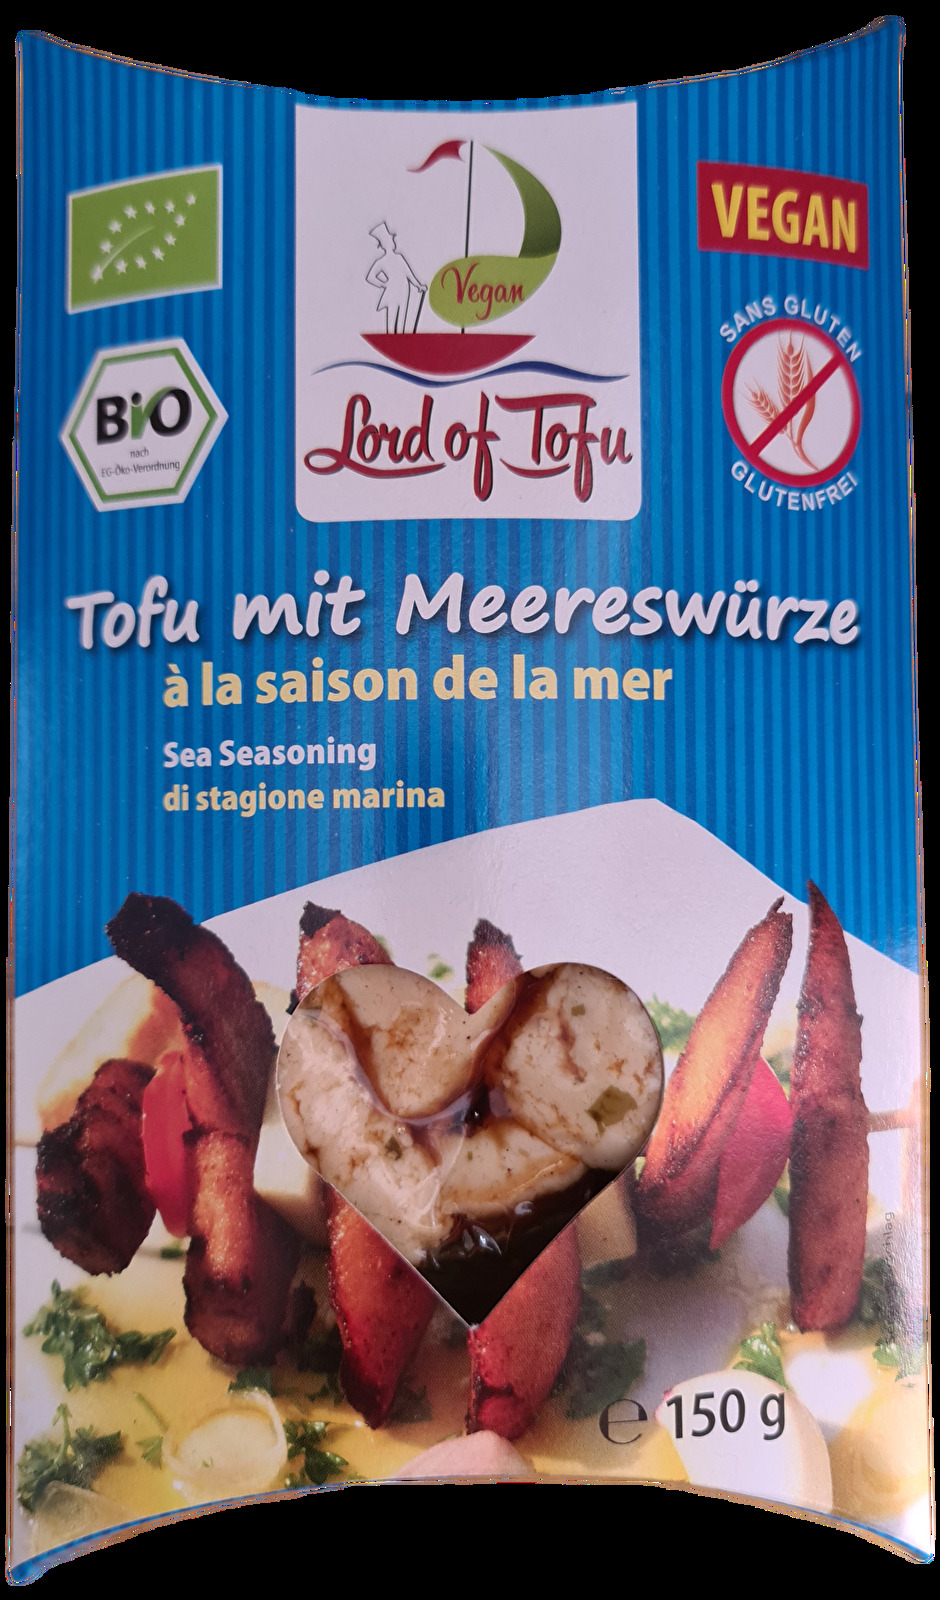 Vegan
Lord of Tofu
BiO
nach
EG-Öko-Verordnung
VEGAN
SANS GLUTEN
GLUTENFREI
Tofu mit Meereswürze
à la saison de la mer
Sea Seasoning
di stagione marina
℮ 150 g